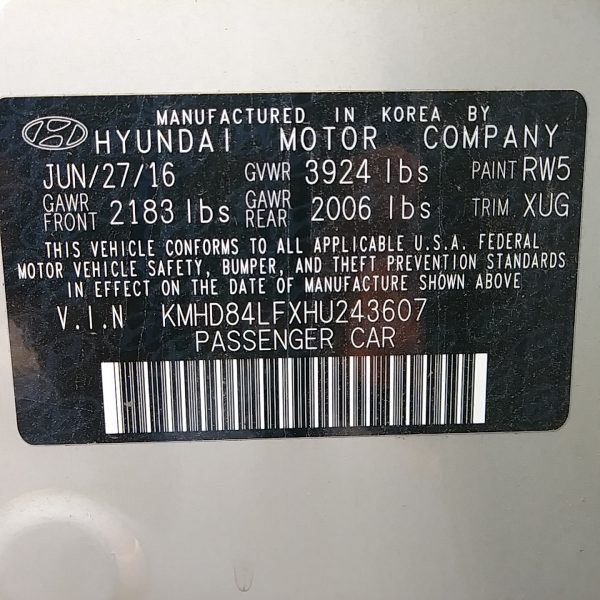 MANUFACTURED IN KOREA BY
HYUNDAI MOTOR COMPANY
JUN/27/16 GVWR 3924 lbs PAINT RW5
GAWR FRONT 2183 lbs GAWR REAR 2006 lbs TRIM XUG
THIS VEHICLE CONFORMS TO ALL APPLICABLE U.S.A. FEDERAL
MOTOR VEHICLE SAFETY, BUMPER, AND THEFT PREVENTION STANDARDS
IN EFFECT ON THE DATE OF MANUFACTURE SHOWN ABOVE
V.I.N KMHD84LFXHU243607
PASSENGER CAR